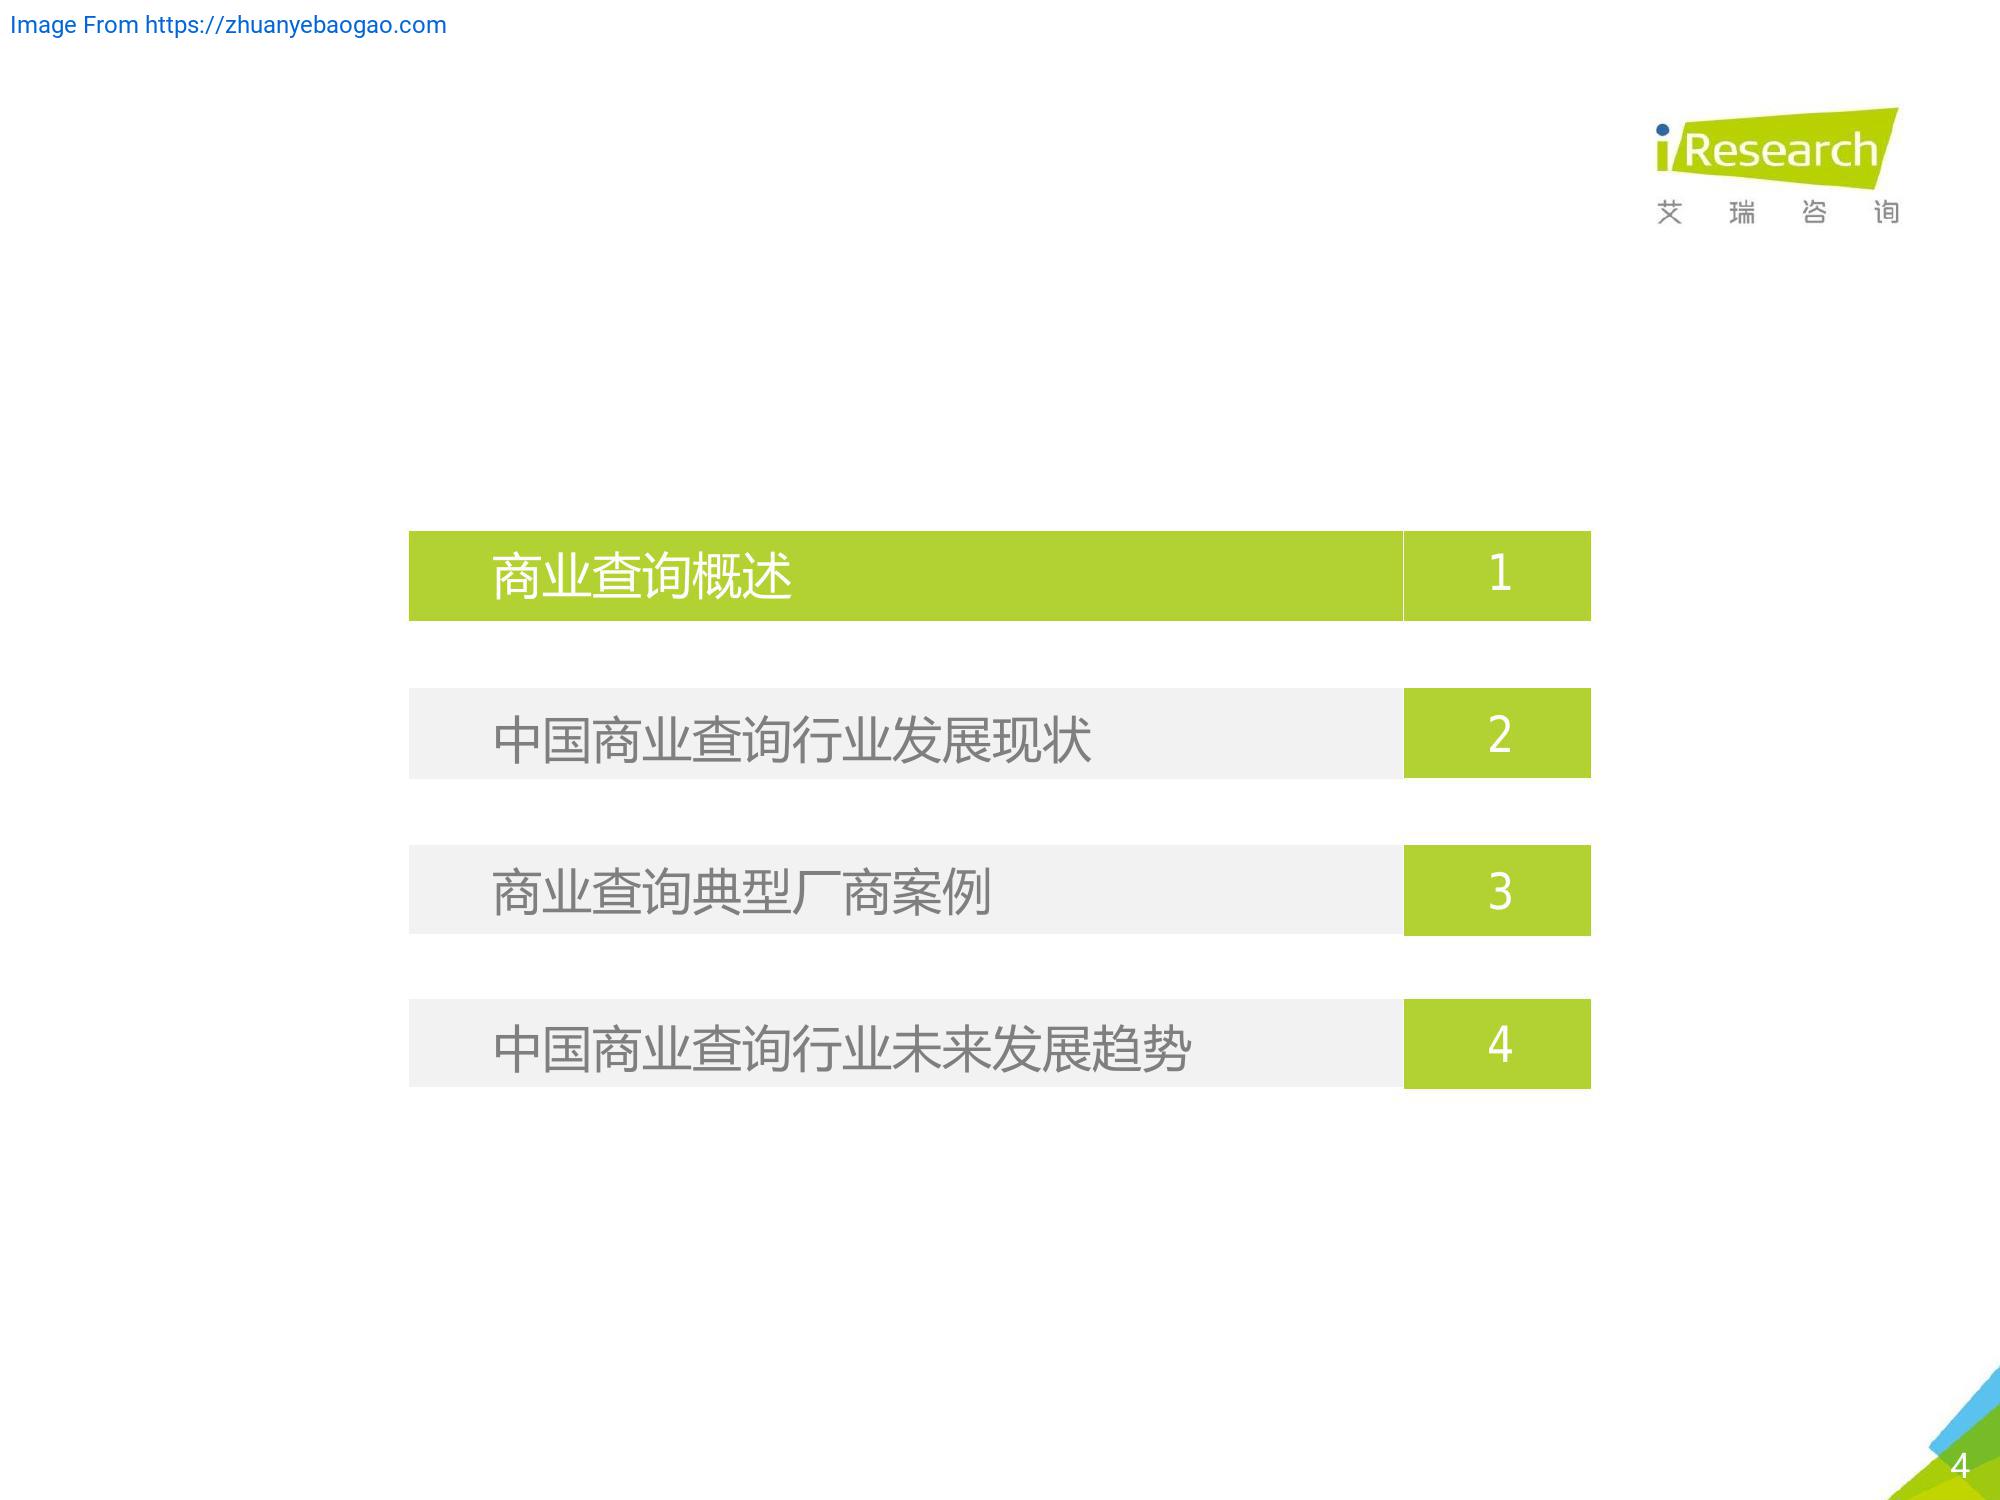 Image From https://zhuanyebaogao.com
iResearch
艾瑞咨询
商业查询概述 1
中国商业查询行业发展现状 2
商业查询典型厂商案例 3
中国商业查询行业未来发展趋势 4
4